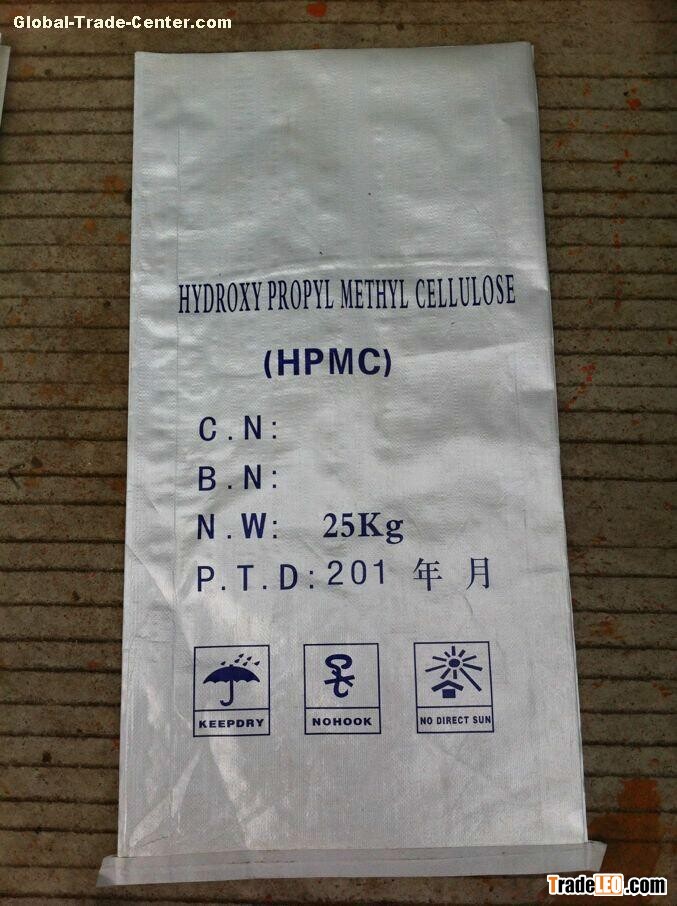 Global-Trade-Center.com
HYDROXY PROPYL METHYL CELLULOSE
(HPMC)
C.N:
B.N:
N.W: 25Kg
P.T.D:201 年 月
KEEPDRY
NOHOOK
NO DIRECT SUN
TradeLEO.com